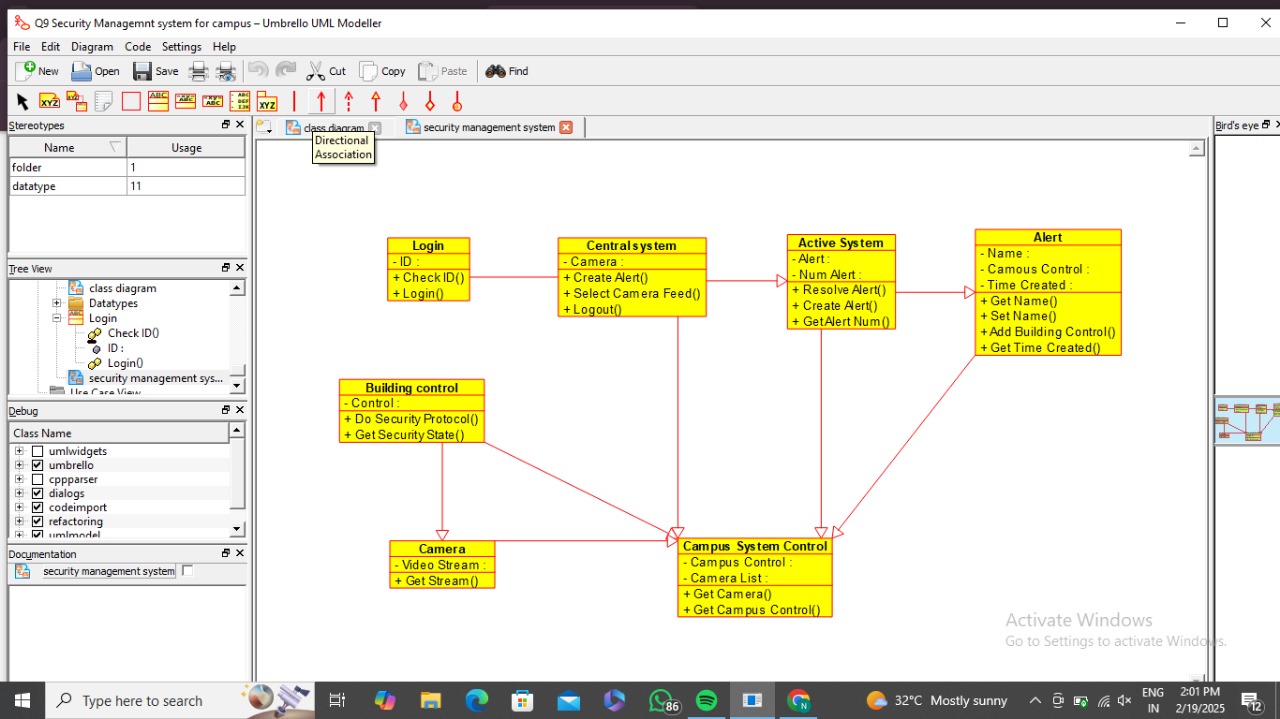 Q9 Security Managemnt system for campus – Umbrello UML Modeller
File Edit Diagram Code Settings Help
New Open Save Cut Copy Paste Find
Stereotypes
Name Usage
folder 1
datatype 11
Tree View
class diagram
Datatypes
Login
Check ID()
ID :
Login()
security management sys...
Use Case View
Debug
Class Name
umlwidgets
umbrello
cppparser
dialogs
codeimport
refactoring
umlmodel
Documentation
security management system
class diagram
security management system
Directional
Association
Bird's eye
Login
- ID :
+ Check ID()
+ Login()
Central system
- Camera :
+ Create Alert()
+ Select Camera Feed()
+ Logout()
Active System
- Alert :
- Num Alert :
+ Resolve Alert()
+ Create Alert()
+ GetAlert Num()
Alert
- Name :
- Camous Control :
- Time Created :
+ Get Name()
+ Set Name()
+Add Building Control()
+ Get Time Created()
Building control
- Control :
+ Do Security Protocol()
+ Get Security State()
Camera
- Video Stream :
+ Get Stream()
Campus System Control
- Campus Control :
- Camera List :
+ Get Camera()
+ Get Campus Control()
Activate Windows
Go to Settings to activate Windows.
Type here to search
86
32°C Mostly sunny
ENG
IN
2:01 PM
2/19/2025
12